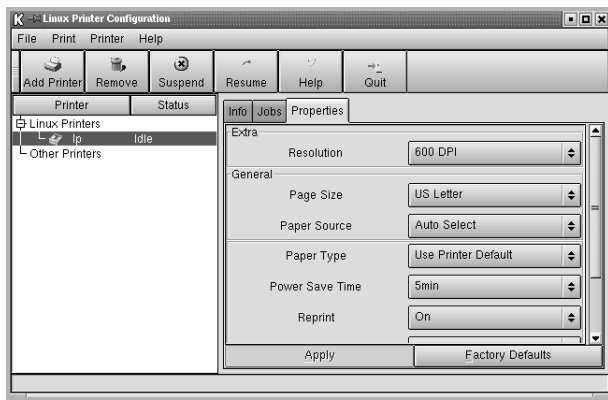 K Linux Printer Configuration
File Print Printer Help
Add Printer Remove Suspend Resume Help Quit
Printer Status
Linux Printers
lp Idle
Other Printers
Info Jobs Properties
Extra
Resolution 600 DPI
General
Page Size US Letter
Paper Source Auto Select
Paper Type Use Printer Default
Power Save Time 5min
Reprint On
Apply Factory Defaults